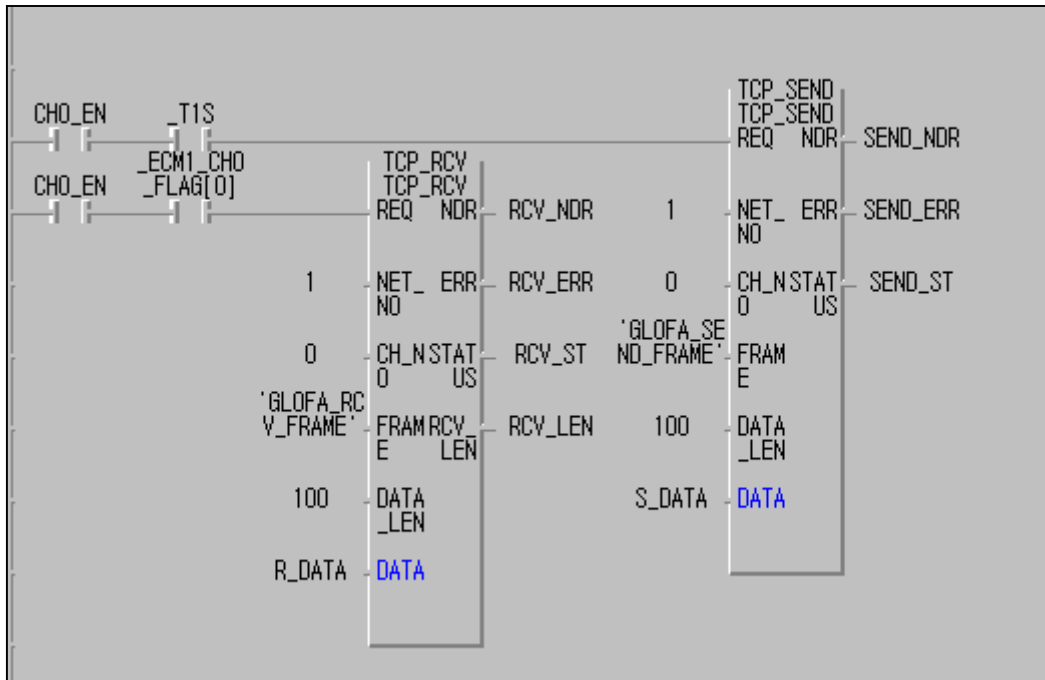 TCP_SEND
TCP_SEND
CH0_EN _T1S REQ NDR SEND_NDR
_ECM1_CH0
_FLAG[0]
CH0_EN
TCP_RCV
TCP_RCV
REQ NDR RCV_NDR 1 NET_ ERR SEND_ERR
NO
1 NET_ ERR RCV_ERR 0 CH_N STAT SEND_ST
NO O US
'GLOFA_SE
0 CH_N STAT RCV_ST ND_FRAME' FRAM
O US E
'GLOFA_RC
V_FRAME' FRAM RCV_ RCV_LEN 100 DATA
E LEN _LEN
100 DATA S_DATA DATA
_LEN
R_DATA DATA